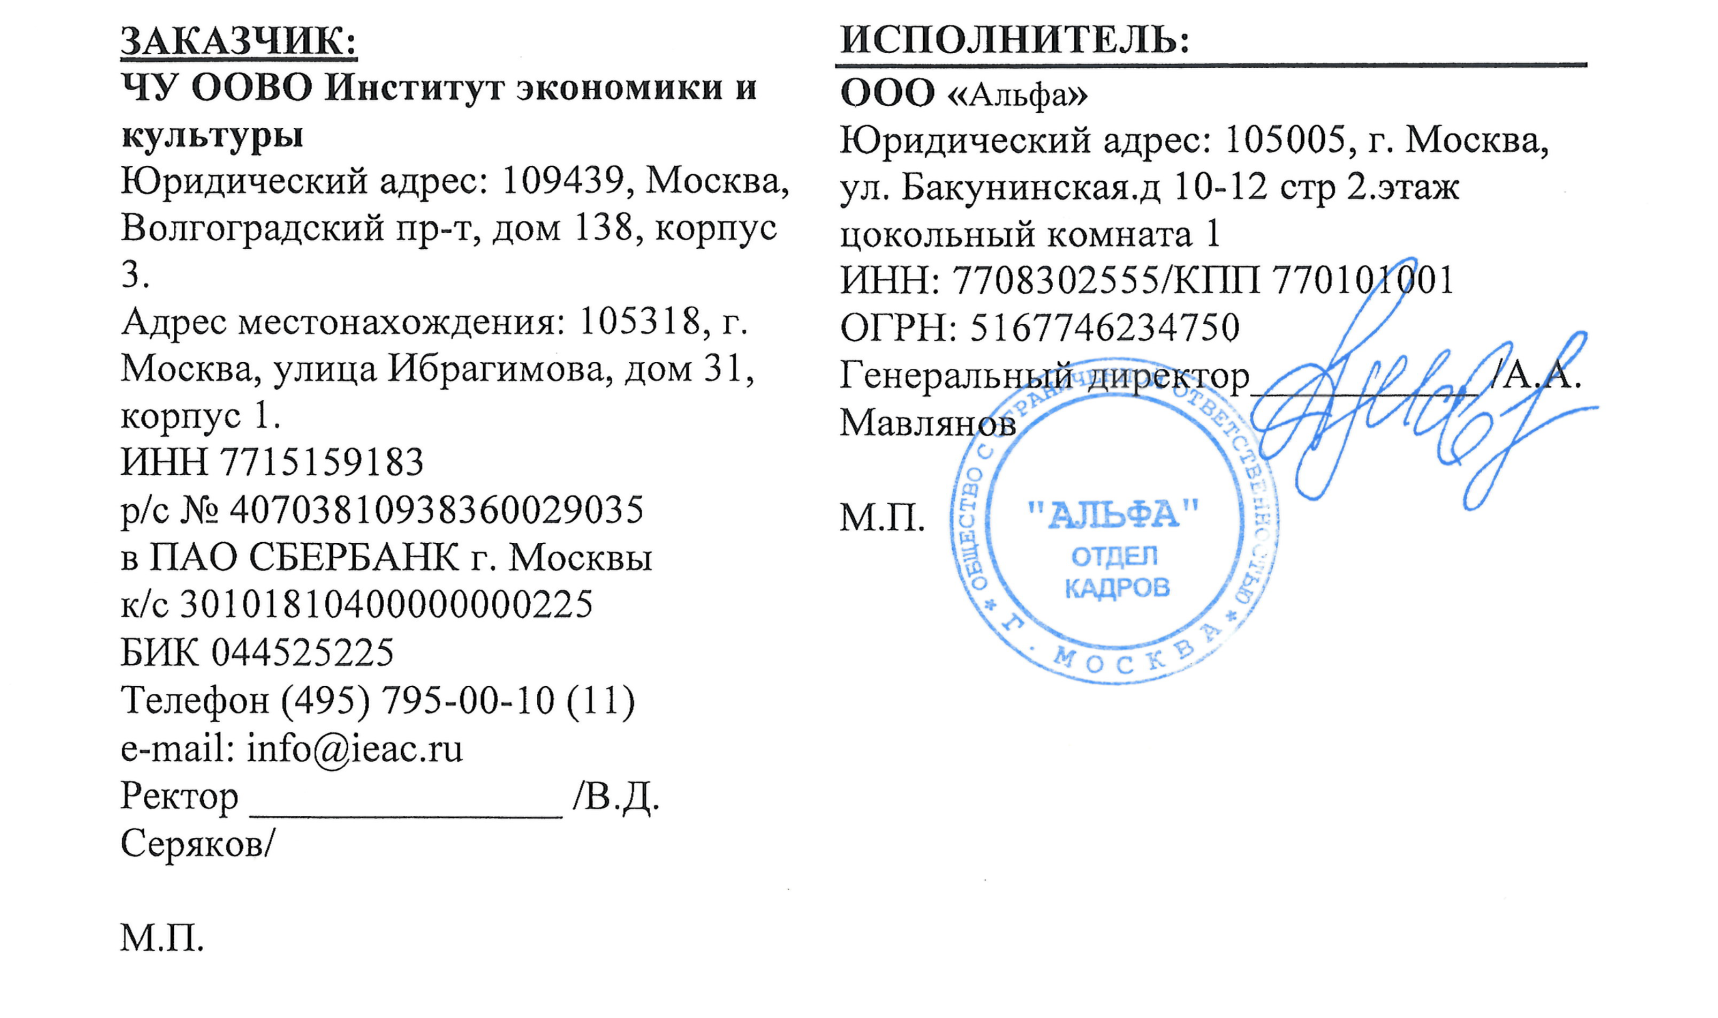 ЗАКАЗЧИК:
ЧУ ООВО Институт экономики и
культуры
Юридический адрес: 109439, Москва,
Волгоградский пр-т, дом 138, корпус
3.
Адрес местонахождения: 105318, г.
Москва, улица Ибрагимова, дом 31,
корпус 1.
ИНН 7715159183
р/с № 40703810938360029035
в ПАО СБЕРБАНК г. Москвы
к/с 30101810400000000225
БИК 044525225
Телефон (495) 795-00-10 (11)
e-mail: info@ieac.ru
Ректор _______________ /В.Д.
Серяков/
М.П.
ИСПОЛНИТЕЛЬ:
ООО «Альфа»
Юридический адрес: 105005, г. Москва,
ул. Бакунинская.д 10-12 стр 2.этаж
цокольный комната 1
ИНН: 7708302555/КПП 770101001
ОГРН: 5167746234750
Генеральный директор___________/А.А.
Мавлянов
М.П.
ОБЩЕСТВО С ОГРАНИЧЕННОЙ ОТВЕТСТВЕННОСТЬЮ
"АЛЬФА"
ОТДЕЛ
КАДРОВ
* Г. МОСКВА *